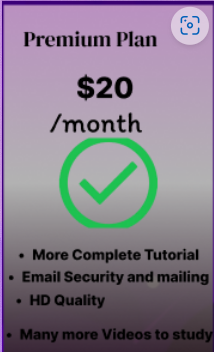 Premium Plan
$20
/month
• More Complete Tutorial
• Email Security and mailing
• HD Quality
• Many more Videos to study